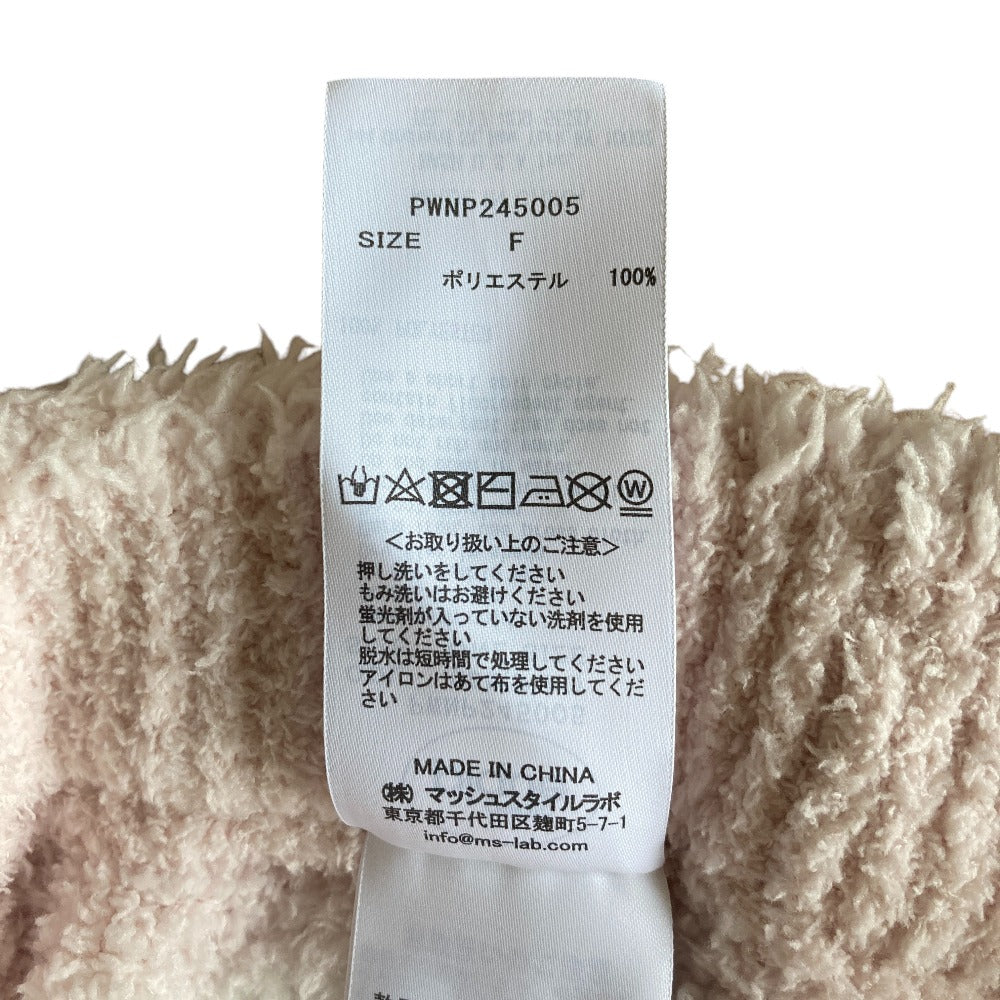 PWNP245005
SIZE F
ポリエステル 100%
W
<お取り扱い上のご注意>
押し洗いをしてください
もみ洗いはお避けください
蛍光剤が入っていない洗剤を使用
してください
脱水は短時間で処理してください
アイロンはあて布を使用してくだ
さい
MADE IN CHINA
(株) マッシュスタイルラボ
東京都千代田区麹町5-7-1
info@ms-lab.com